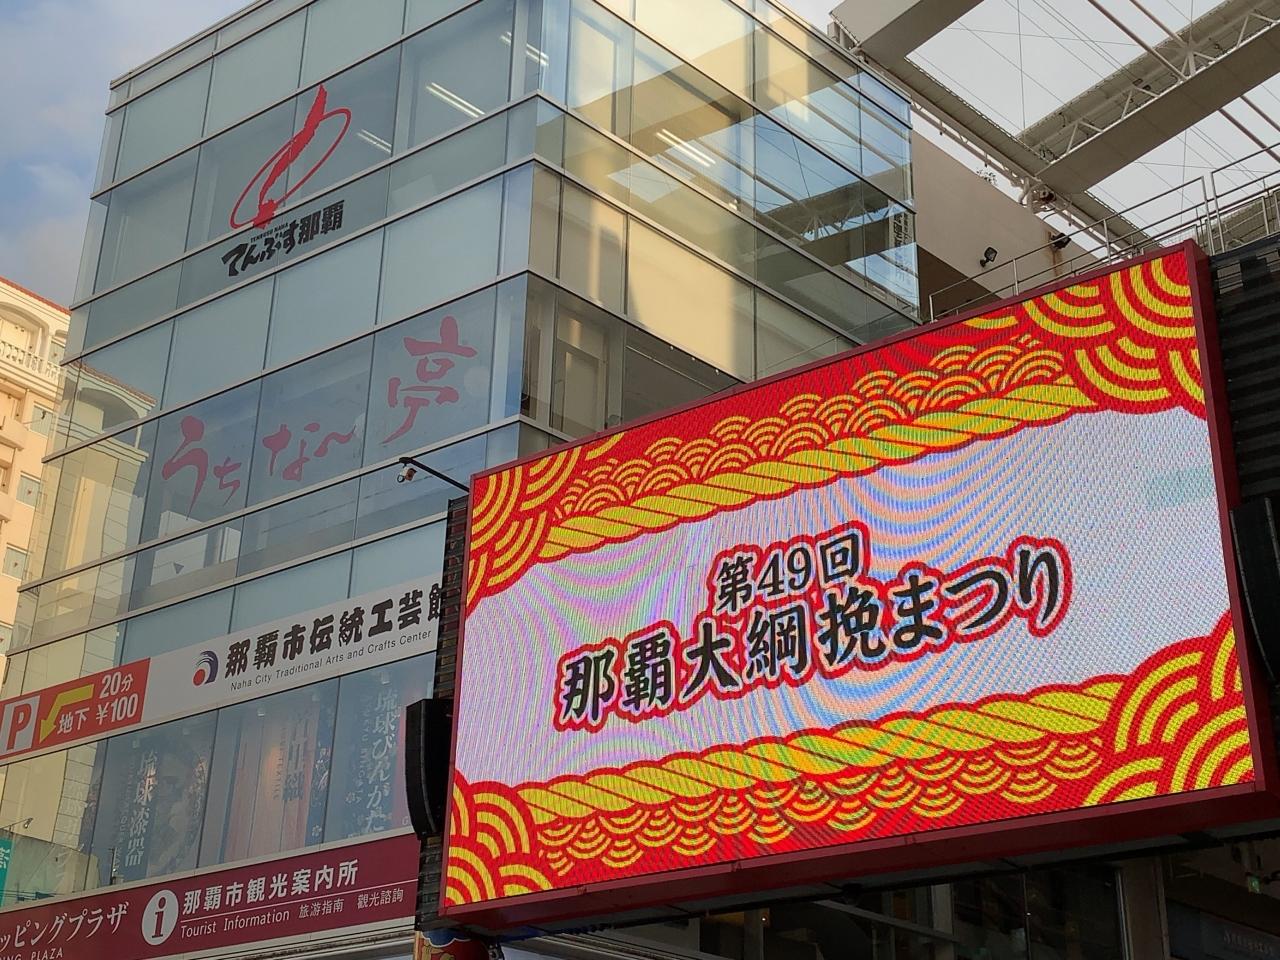 TENBUSU NAHA
てんぶす那覇
うちな〜亭
那覇市伝統工芸館
Naha City Traditional Arts and Crafts Center
P 地下 20分 ¥100
琉球漆器
琉球びんがた
ッピングプラザ
PLAZA
i 那覇市観光案内所
Tourist Information 旅游指南 觀光諮詢
第49回
那覇大綱挽まつり